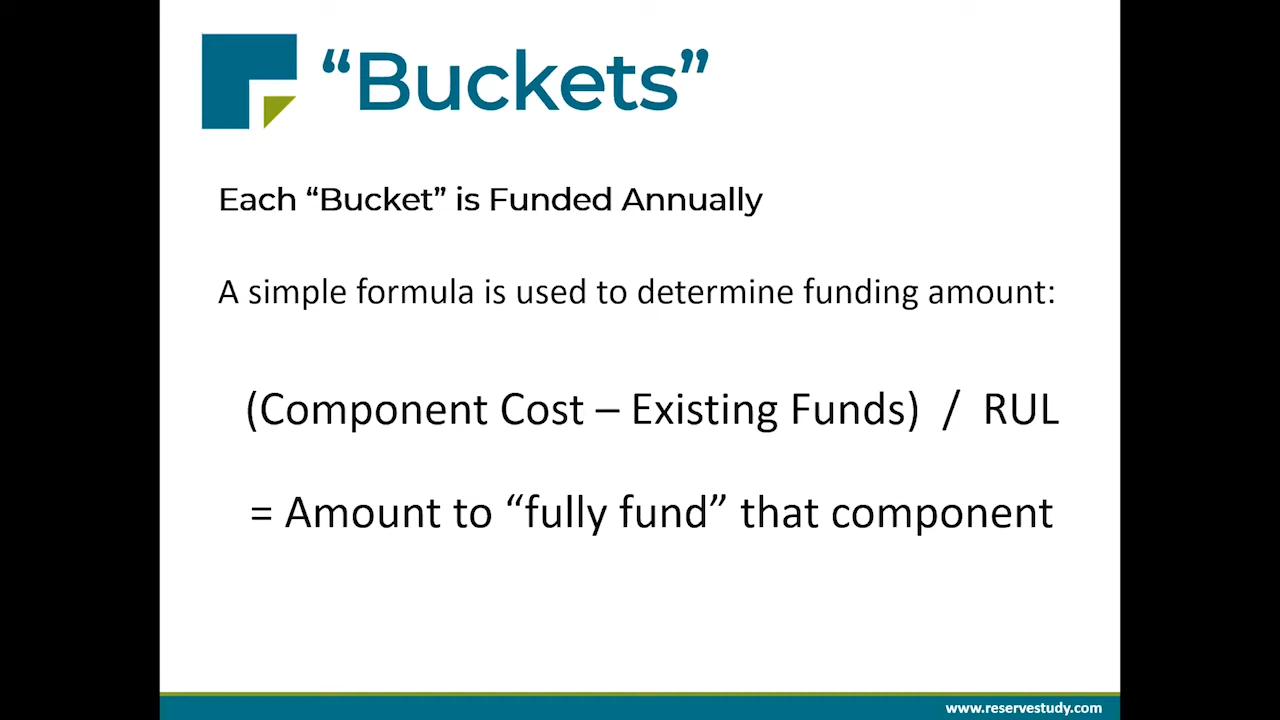 “Buckets”
Each “Bucket” is Funded Annually
A simple formula is used to determine funding amount:
(Component Cost – Existing Funds) / RUL
= Amount to “fully fund” that component
www.reservestudy.com